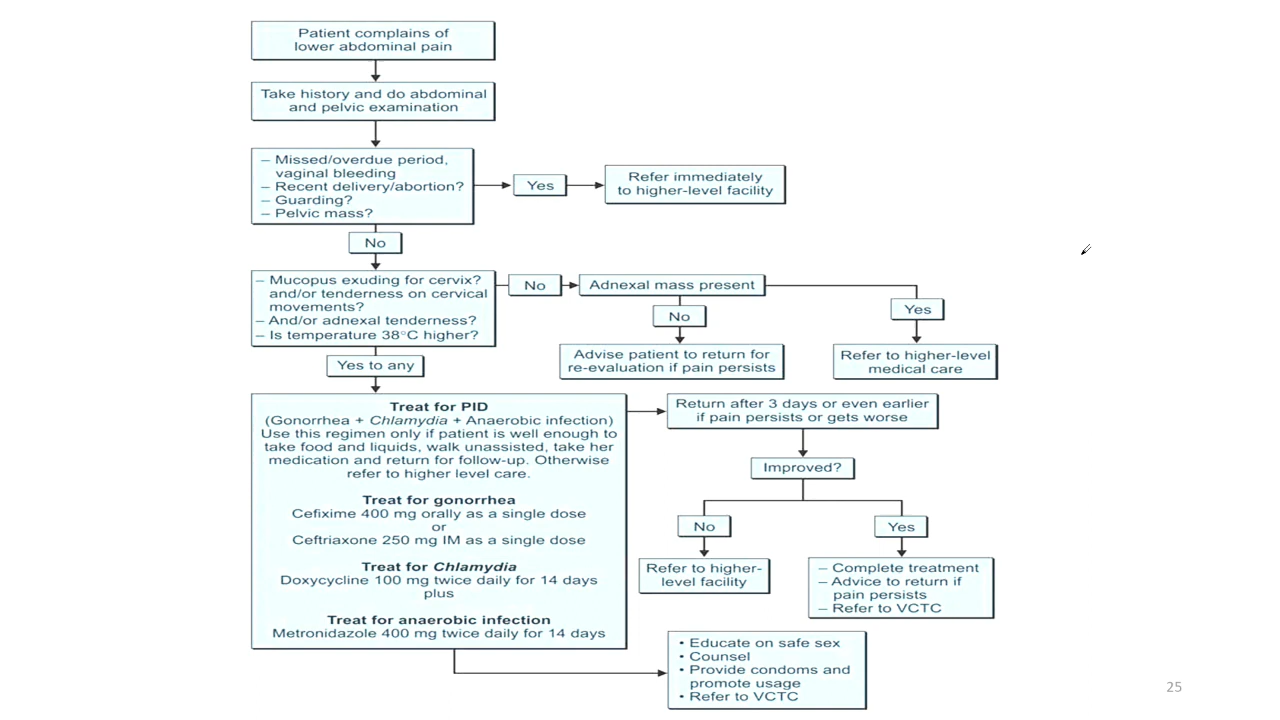 Patient complains of
lower abdominal pain
Take history and do abdominal
and pelvic examination
– Missed/overdue period,
vaginal bleeding
– Recent delivery/abortion?
– Guarding?
– Pelvic mass?
Yes
Refer immediately
to higher-level facility
No
– Mucopus exuding for cervix?
and/or tenderness on cervical
movements?
– And/or adnexal tenderness?
– Is temperature 38°C higher?
No
Adnexal mass present
No
Yes
Advise patient to return for
re-evaluation if pain persists
Refer to higher-level
medical care
Yes to any
Treat for PID
(Gonorrhea + Chlamydia + Anaerobic infection)
Use this regimen only if patient is well enough to
take food and liquids, walk unassisted, take her
medication and return for follow-up. Otherwise
refer to higher level care.
Treat for gonorrhea
Cefixime 400 mg orally as a single dose
or
Ceftriaxone 250 mg IM as a single dose
Treat for Chlamydia
Doxycycline 100 mg twice daily for 14 days
plus
Treat for anaerobic infection
Metronidazole 400 mg twice daily for 14 days
Return after 3 days or even earlier
if pain persists or gets worse
Improved?
No
Yes
Refer to higher-
level facility
– Complete treatment
– Advice to return if
pain persists
– Refer to VCTC
• Educate on safe sex
• Counsel
• Provide condoms and
promote usage
• Refer to VCTC
25